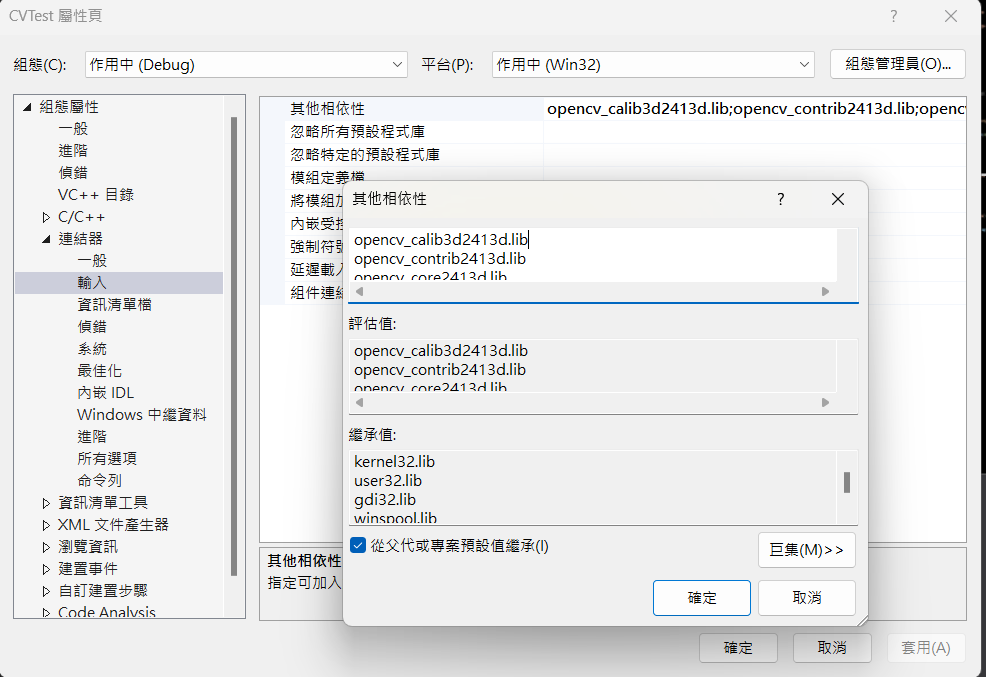 CVTest 屬性頁
組態(C): 作用中 (Debug) 平台(P): 作用中 (Win32) 組態管理員(O)...
組態屬性
一般
進階
偵錯
VC++ 目錄
C/C++
連結器
一般
輸入
資訊清單檔
偵錯
系統
最佳化
內嵌 IDL
Windows 中繼資料
進階
所有選項
命令列
資訊清單工具
XML 文件產生器
瀏覽資訊
建置事件
自訂建置步驟
Code Analysis
其他相依性 opencv_calib3d2413d.lib;opencv_contrib2413d.lib;openc
忽略所有預設程式庫
忽略特定的預設程式庫
模組定義檔
將模組加
內嵌受控
強制符號
延遲載入
組件連結
其他相依性
指定可加入
其他相依性
opencv_calib3d2413d.lib
opencv_contrib2413d.lib
opencv_core2413d.lib
評估值:
opencv_calib3d2413d.lib
opencv_contrib2413d.lib
opencv_core2413d.lib
繼承值:
kernel32.lib
user32.lib
gdi32.lib
winspool.lib
從父代或專案預設值繼承(I)
巨集(M)>>
確定 取消
確定 取消 套用(A)